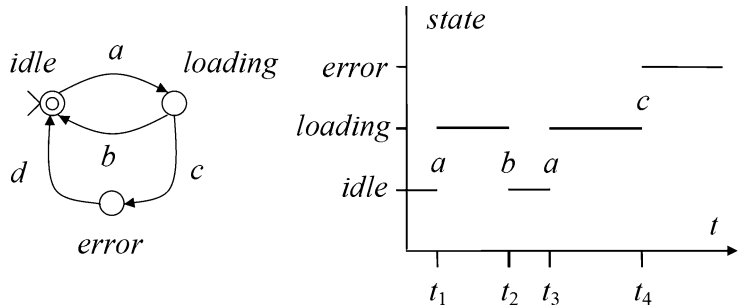 idle
a
loading
b
d
c
error
state
error
c
loading
a
b
a
idle
t
t1
t2
t3
t4